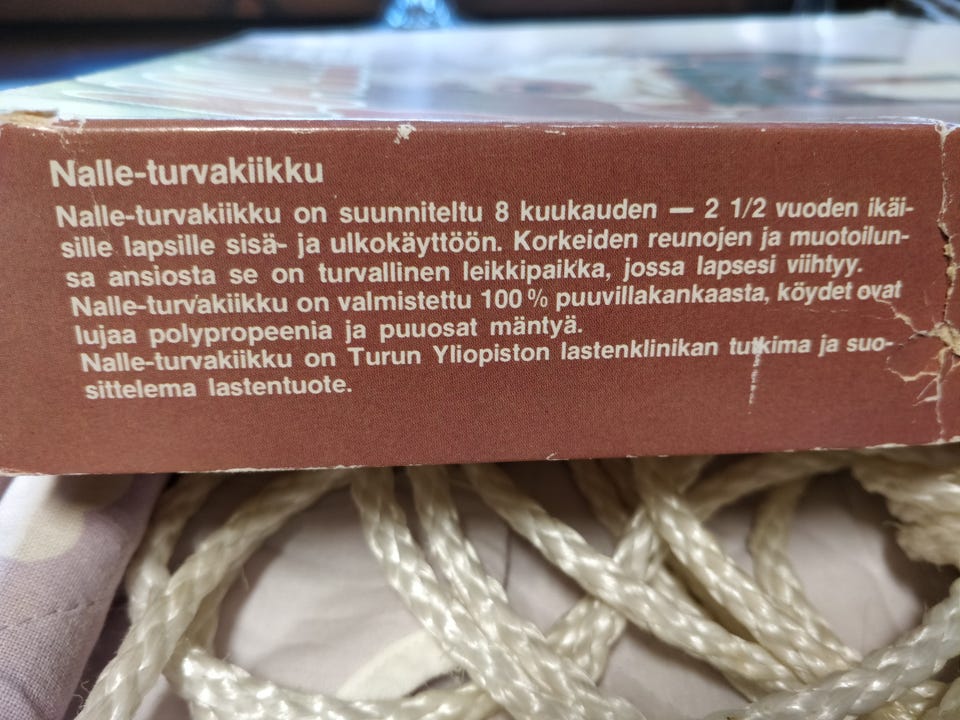 Nalle-turvakiikku
Nalle-turvakiikku on suunniteltu 8 kuukauden — 2 1/2 vuoden ikäi-
sille lapsille sisä- ja ulkokäyttöön. Korkeiden reunojen ja muotoilun-
sa ansiosta se on turvallinen leikkipaikka, jossa lapsesi viihtyy.
Nalle-turvakiikku on valmistettu 100 % puuvillakankaasta, köydet ovat
lujaa polypropeenia ja puuosat mäntyä.
Nalle-turvakiikku on Turun Yliopiston lastenklinikan tutkima ja suo-
sittelema lastentuote.